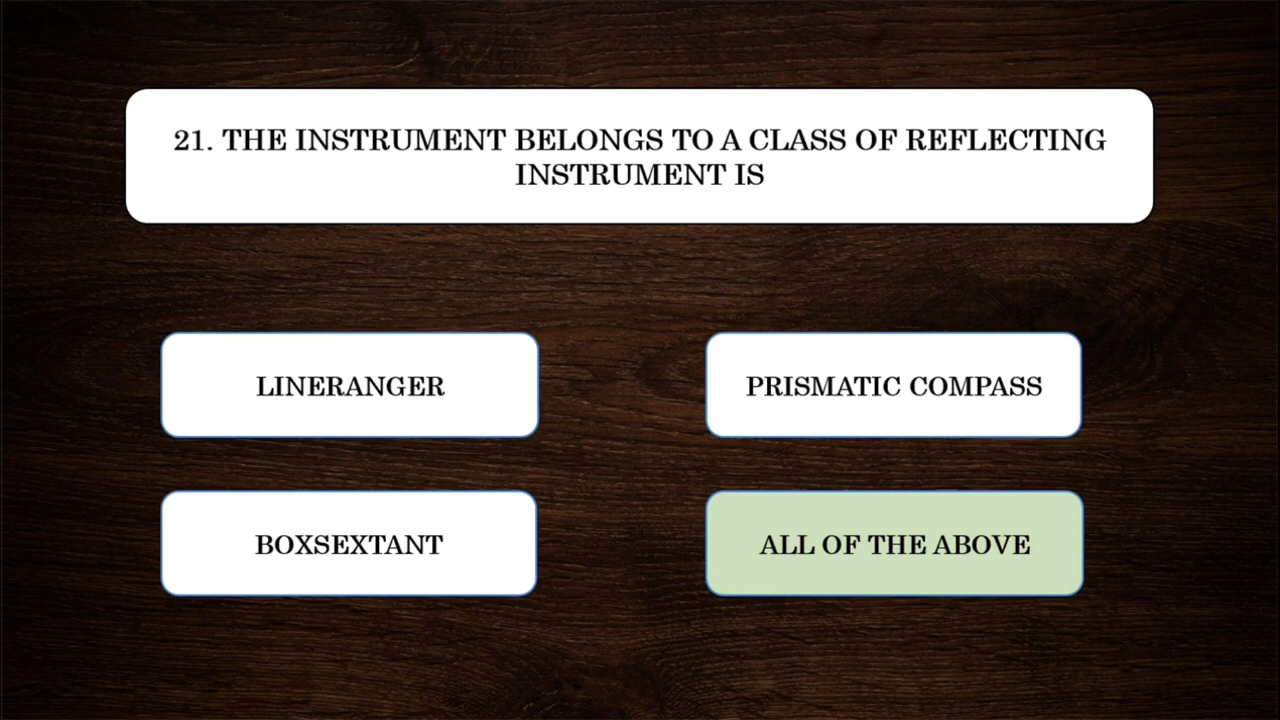 21. THE INSTRUMENT BELONGS TO A CLASS OF REFLECTING
INSTRUMENT IS
LINERANGER
PRISMATIC COMPASS
BOXSEXTANT
ALL OF THE ABOVE